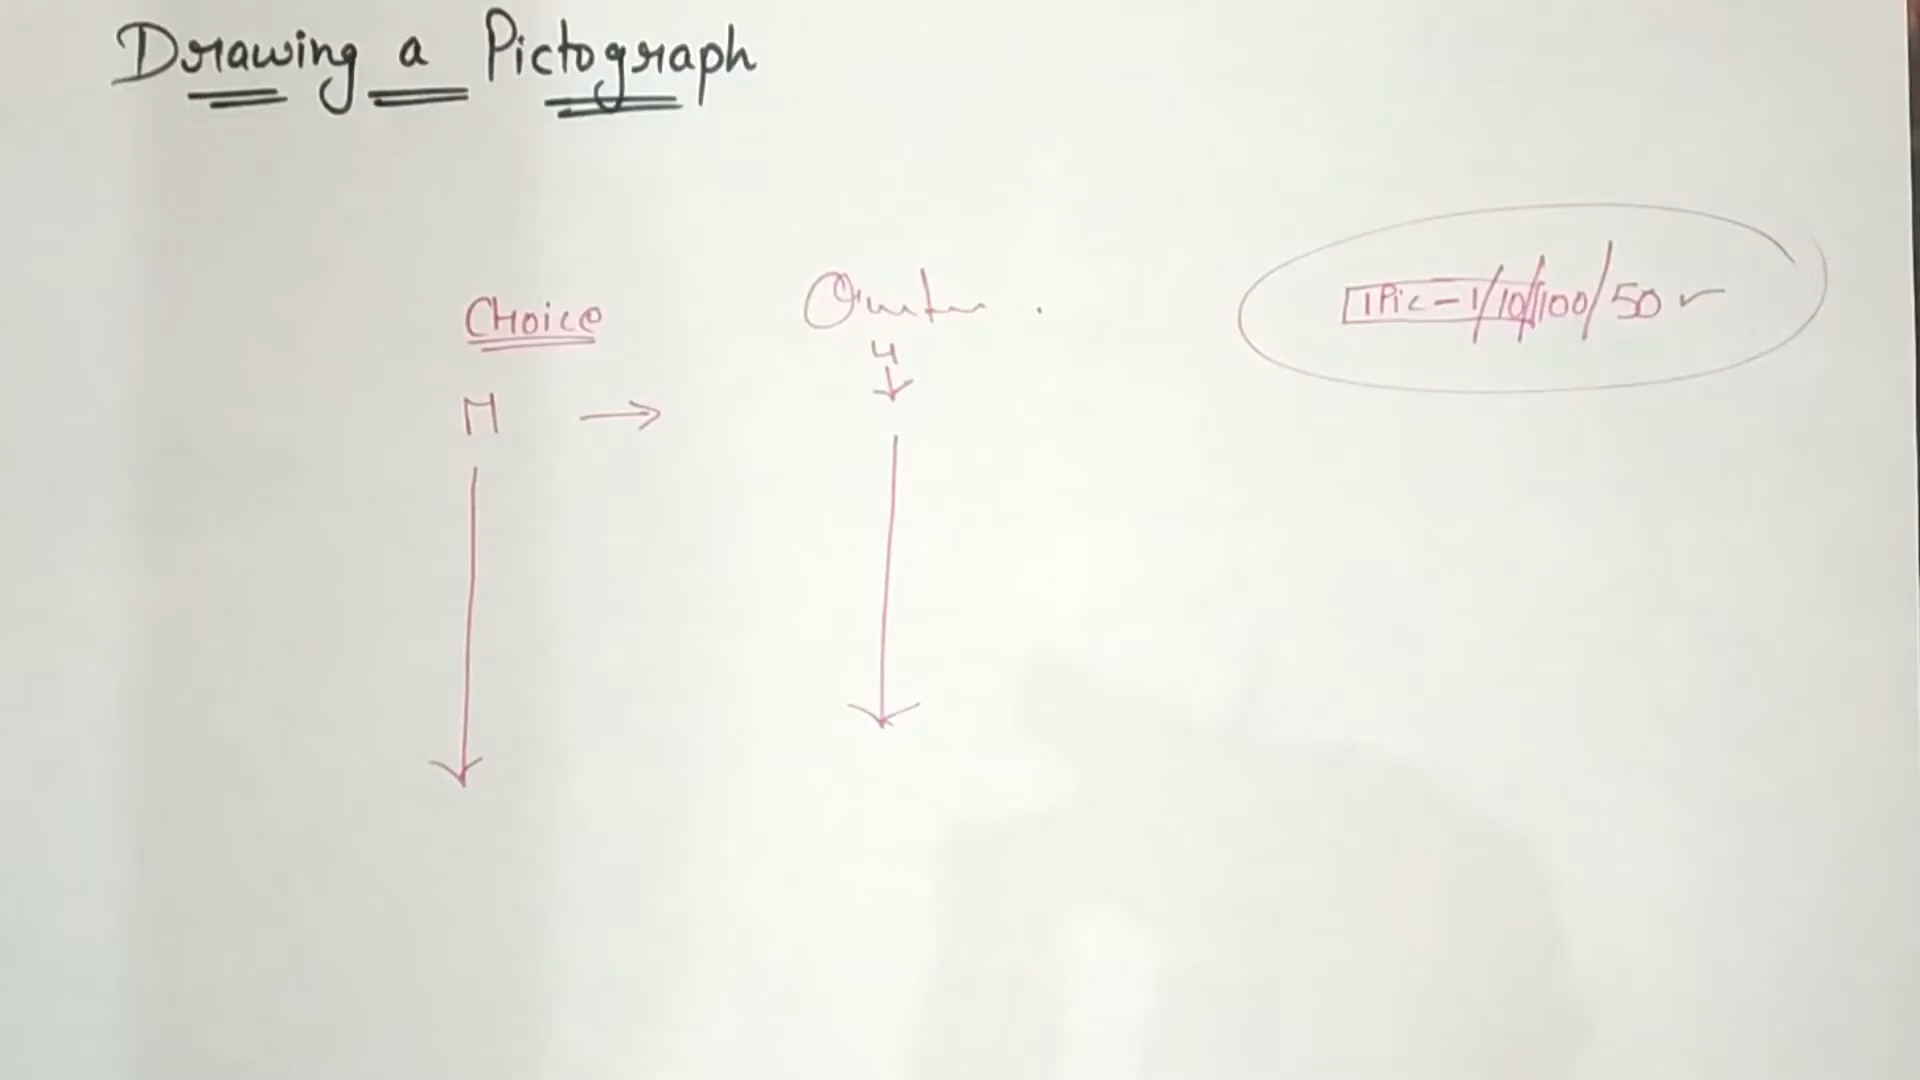 Drawing a Pictograph
Choice
1 Pic - 1/10/100/50 ✓
4
M →